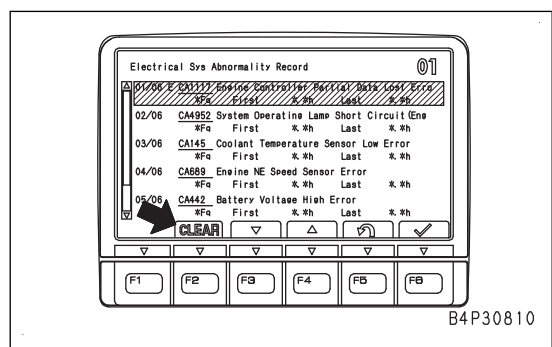 Electrical Sys Abnormality Record 01
01/06 E CA1117 Engine Controller Partial Data Lost Erro
*Fq First *.*h Last *.*h
02/06 CA4952 System Operating Lamp Short Circuit(Eng
*Fq First *.*h Last *.*h
03/06 CA145 Coolant Temperature Sensor Low Error
*Fq First *.*h Last *.*h
04/06 CA689 Engine NE Speed Sensor Error
*Fq First *.*h Last *.*h
05/06 CA442 Battery Voltage High Error
*Fq First *.*h Last *.*h
CLEAR
F1 F2 F3 F4 F5 F6
B4P30810